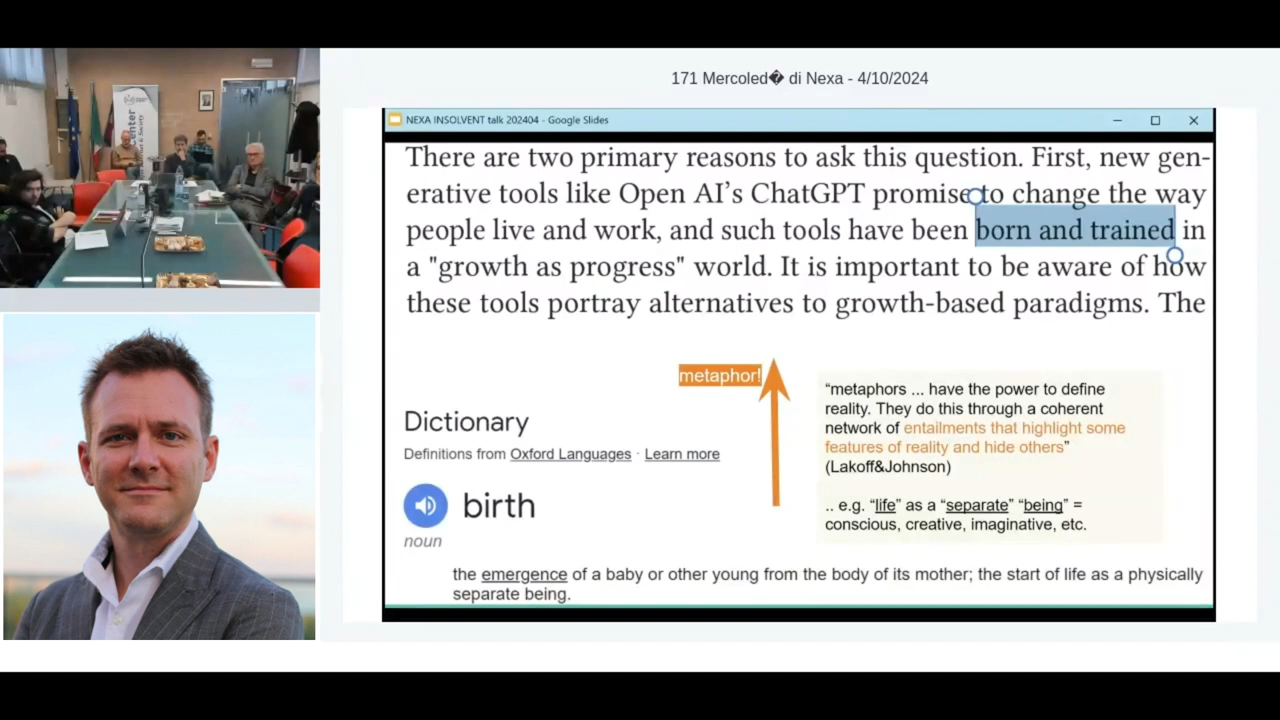 171 Mercoled� di Nexa - 4/10/2024
NEXA INSOLVENT talk 202404 - Google Slides
There are two primary reasons to ask this question. First, new gen-
erative tools like Open AI’s ChatGPT promise to change the way
people live and work, and such tools have been born and trained in
a "growth as progress" world. It is important to be aware of how
these tools portray alternatives to growth-based paradigms. The
metaphor!
“metaphors ... have the power to define
reality. They do this through a coherent
network of entailments that highlight some
features of reality and hide others”
(Lakoff&Johnson)
.. e.g. “life” as a “separate” “being” =
conscious, creative, imaginative, etc.
Dictionary
Definitions from Oxford Languages · Learn more
birth
noun
the emergence of a baby or other young from the body of its mother; the start of life as a physically
separate being.